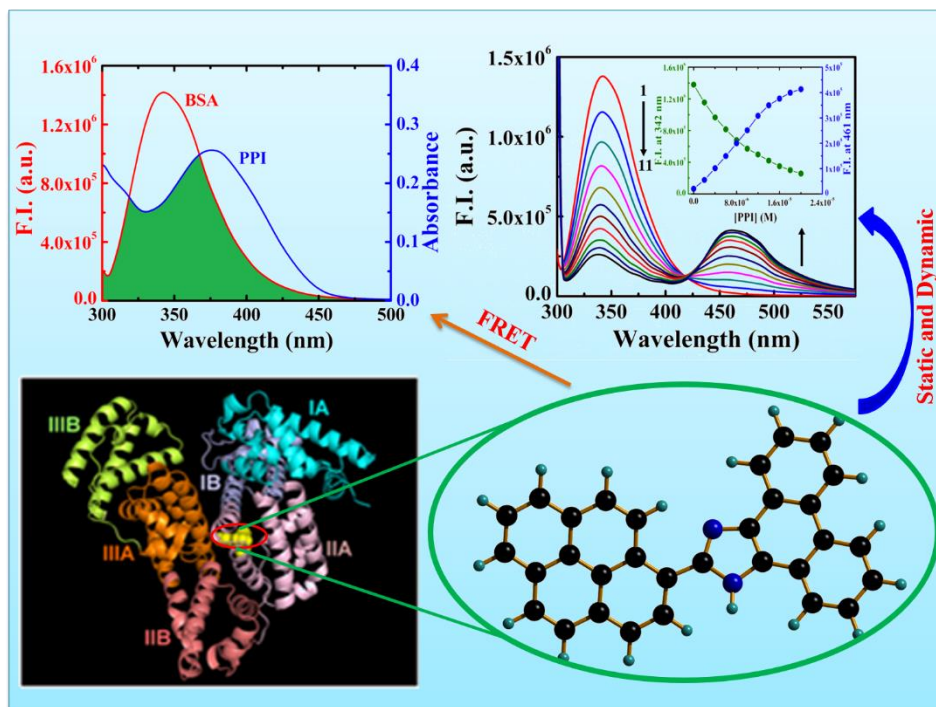 1.6x10⁶
1.2x10⁶
8.0x10⁵
4.0x10⁵
0.0
F.I. (a.u.)
BSA
PPI
0.4
0.3
0.2
0.1
0.0
Absorbance
300 350 400 450 500
Wavelength (nm)
1.5x10⁶
1.0x10⁶
5.0x10⁵
0.0
F.I. (a.u.)
1
11
F.I. at 342 nm
F.I. at 461 nm
0.0
0
[PPI] (M)
300 350 400 450 500 550
Wavelength (nm)
FRET
Static and Dynamic
IIIB
IA
IB
IIIA
IIA
IIB